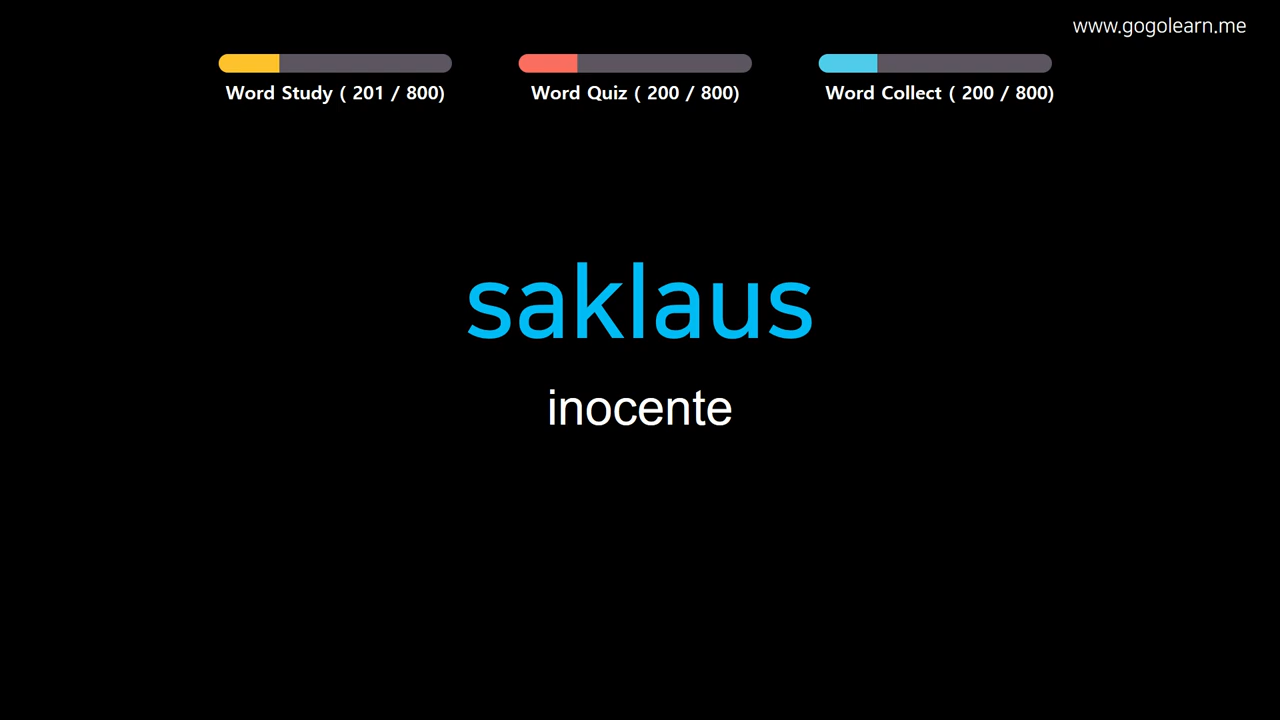 www.gogolearn.me
Word Study ( 201 / 800)
Word Quiz ( 200 / 800)
Word Collect ( 200 / 800)
saklaus
inocente